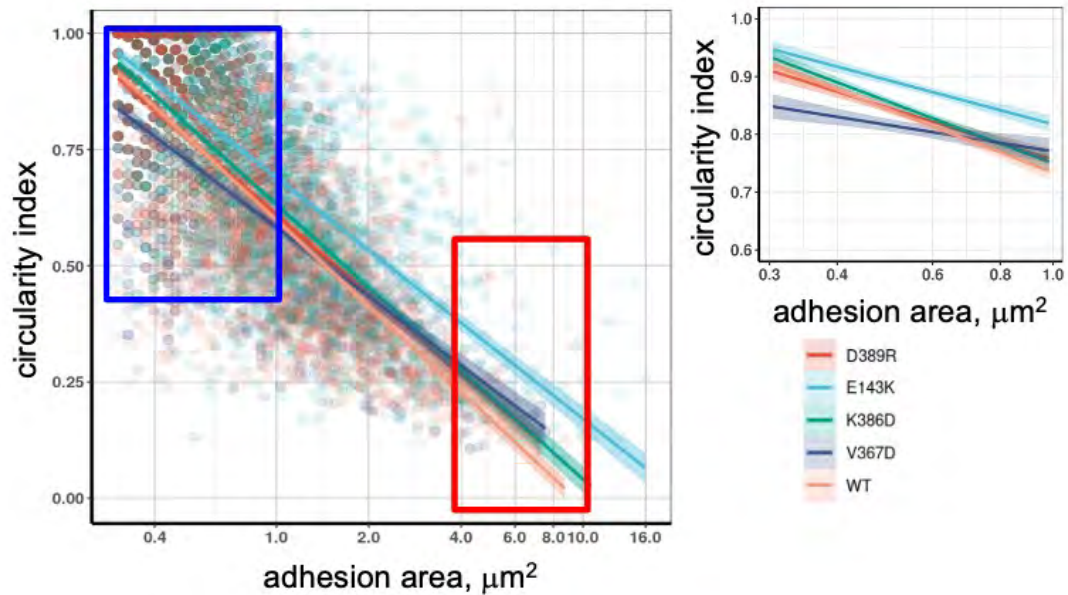 1.00
0.75
0.50
0.25
0.00
circularity index
0.4 1.0 2.0 4.0 6.0 8.0 10.0 16.0
adhesion area, μm²
1.0
0.9
0.8
0.7
0.6
circularity index
0.3 0.4 0.6 0.8 1.0
adhesion area, μm²
D389R
E143K
K386D
V367D
WT